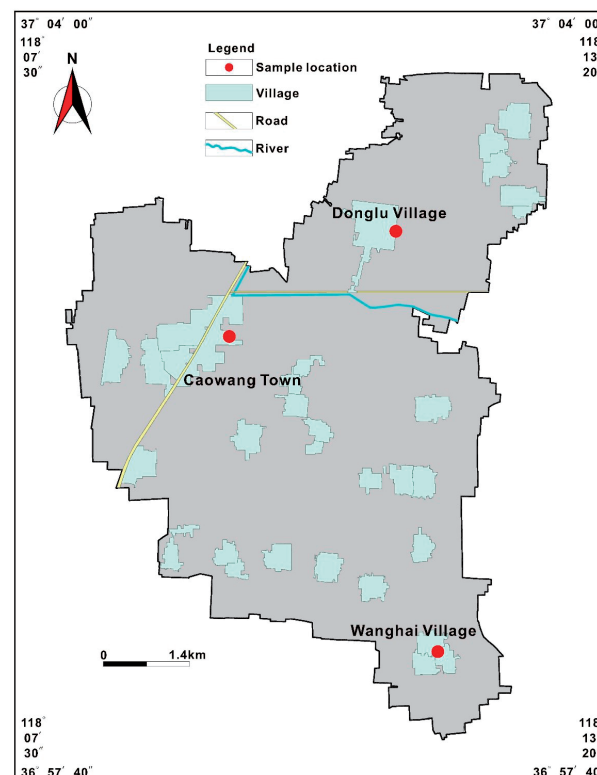 37° 04′ 00″
37° 04′ 00
118°
07′
30″
118
13
20
Legend
N
Sample location
Village
Road
River
Donglu Village
Caowang Town
Wanghai Village
0 1.4km
118°
07′
30″
118
13
20
36° 57′ 40″
36° 57′ 40